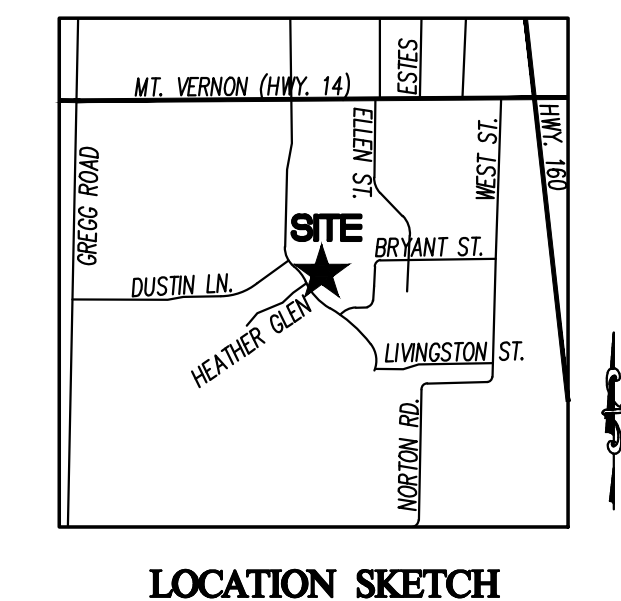 ESTES
MT. VERNON (HWY. 14)
HWY. 160
ELLEN ST.
WEST ST.
GREGG ROAD
SITE
BRYANT ST.
DUSTIN LN.
HEATHER GLEN
LIVINGSTON ST.
NORTON RD.
LOCATION SKETCH